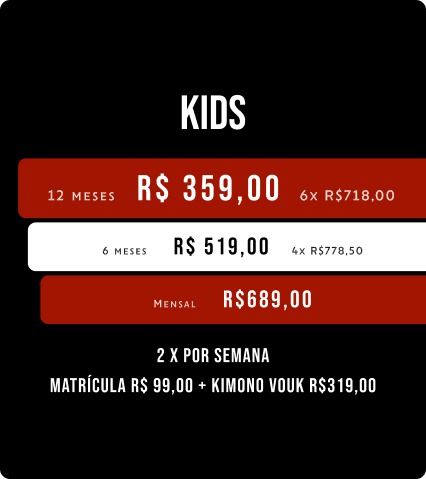 KIDS
12 MESES R$ 359,00 6X R$718,00
6 MESES R$ 519,00 4X R$778,50
MENSAL R$689,00
2 X POR SEMANA
MATRÍCULA R$ 99,00 + KIMONO VOUK R$319,00